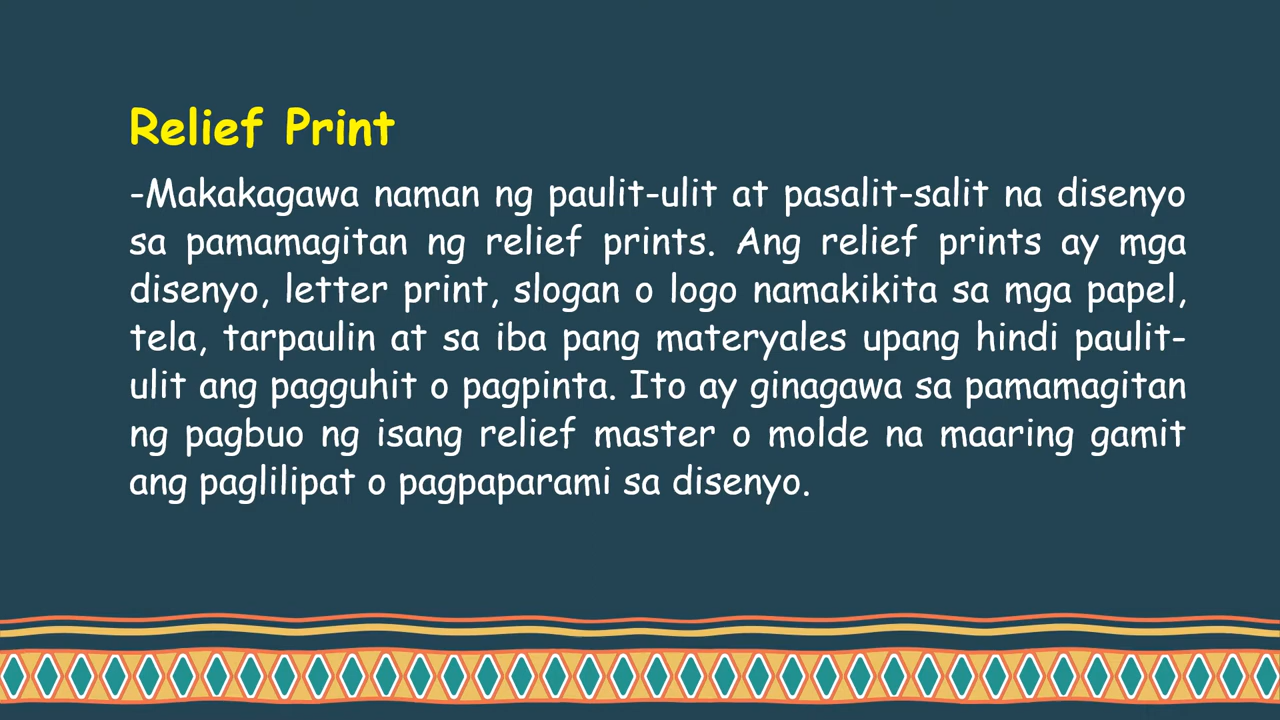 Relief Print
-Makakagawa naman ng paulit-ulit at pasalit-salit na disenyo
sa pamamagitan ng relief prints. Ang relief prints ay mga
disenyo, letter print, slogan o logo namakikita sa mga papel,
tela, tarpaulin at sa iba pang materyales upang hindi paulit-
ulit ang pagguhit o pagpinta. Ito ay ginagawa sa pamamagitan
ng pagbuo ng isang relief master o molde na maaring gamit
ang paglilipat o pagpaparami sa disenyo.